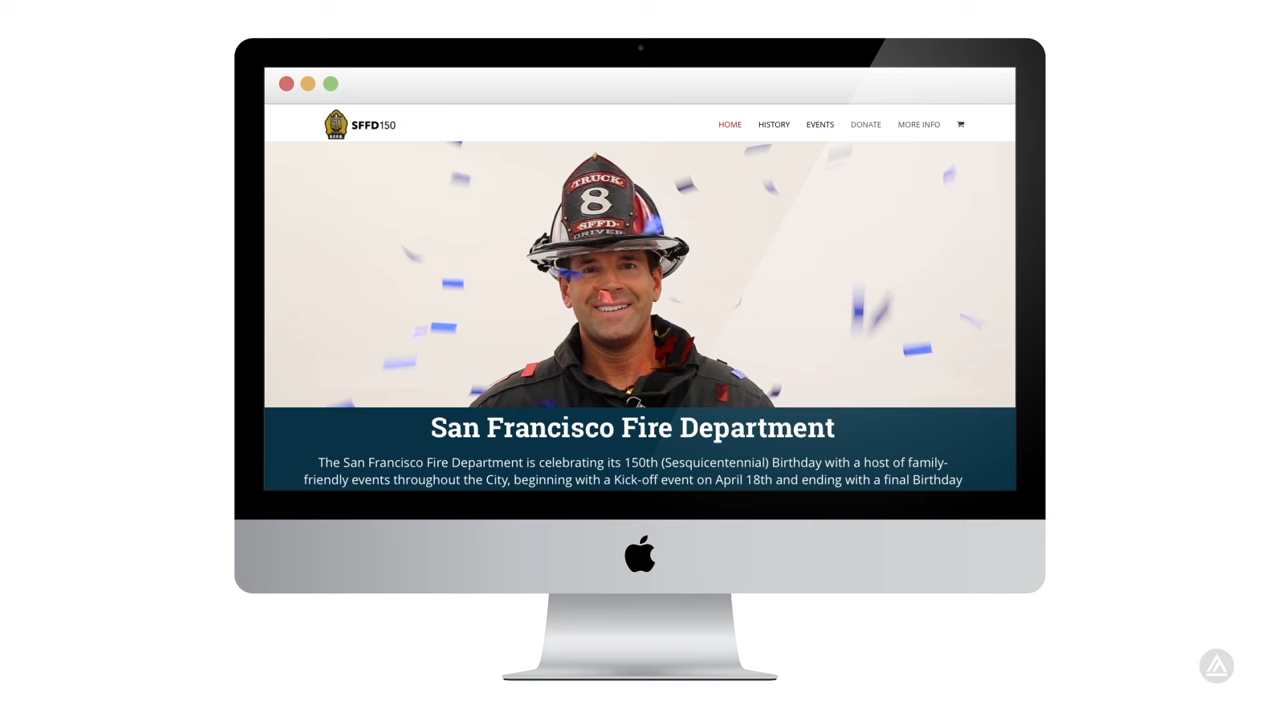 SFFD150
HOME HISTORY EVENTS DONATE MORE INFO
TRUCK
8
SFFD
DRIVER
San Francisco Fire Department
The San Francisco Fire Department is celebrating its 150th (Sesquicentennial) Birthday with a host of family-
friendly events throughout the City, beginning with a Kick-off event on April 18th and ending with a final Birthday